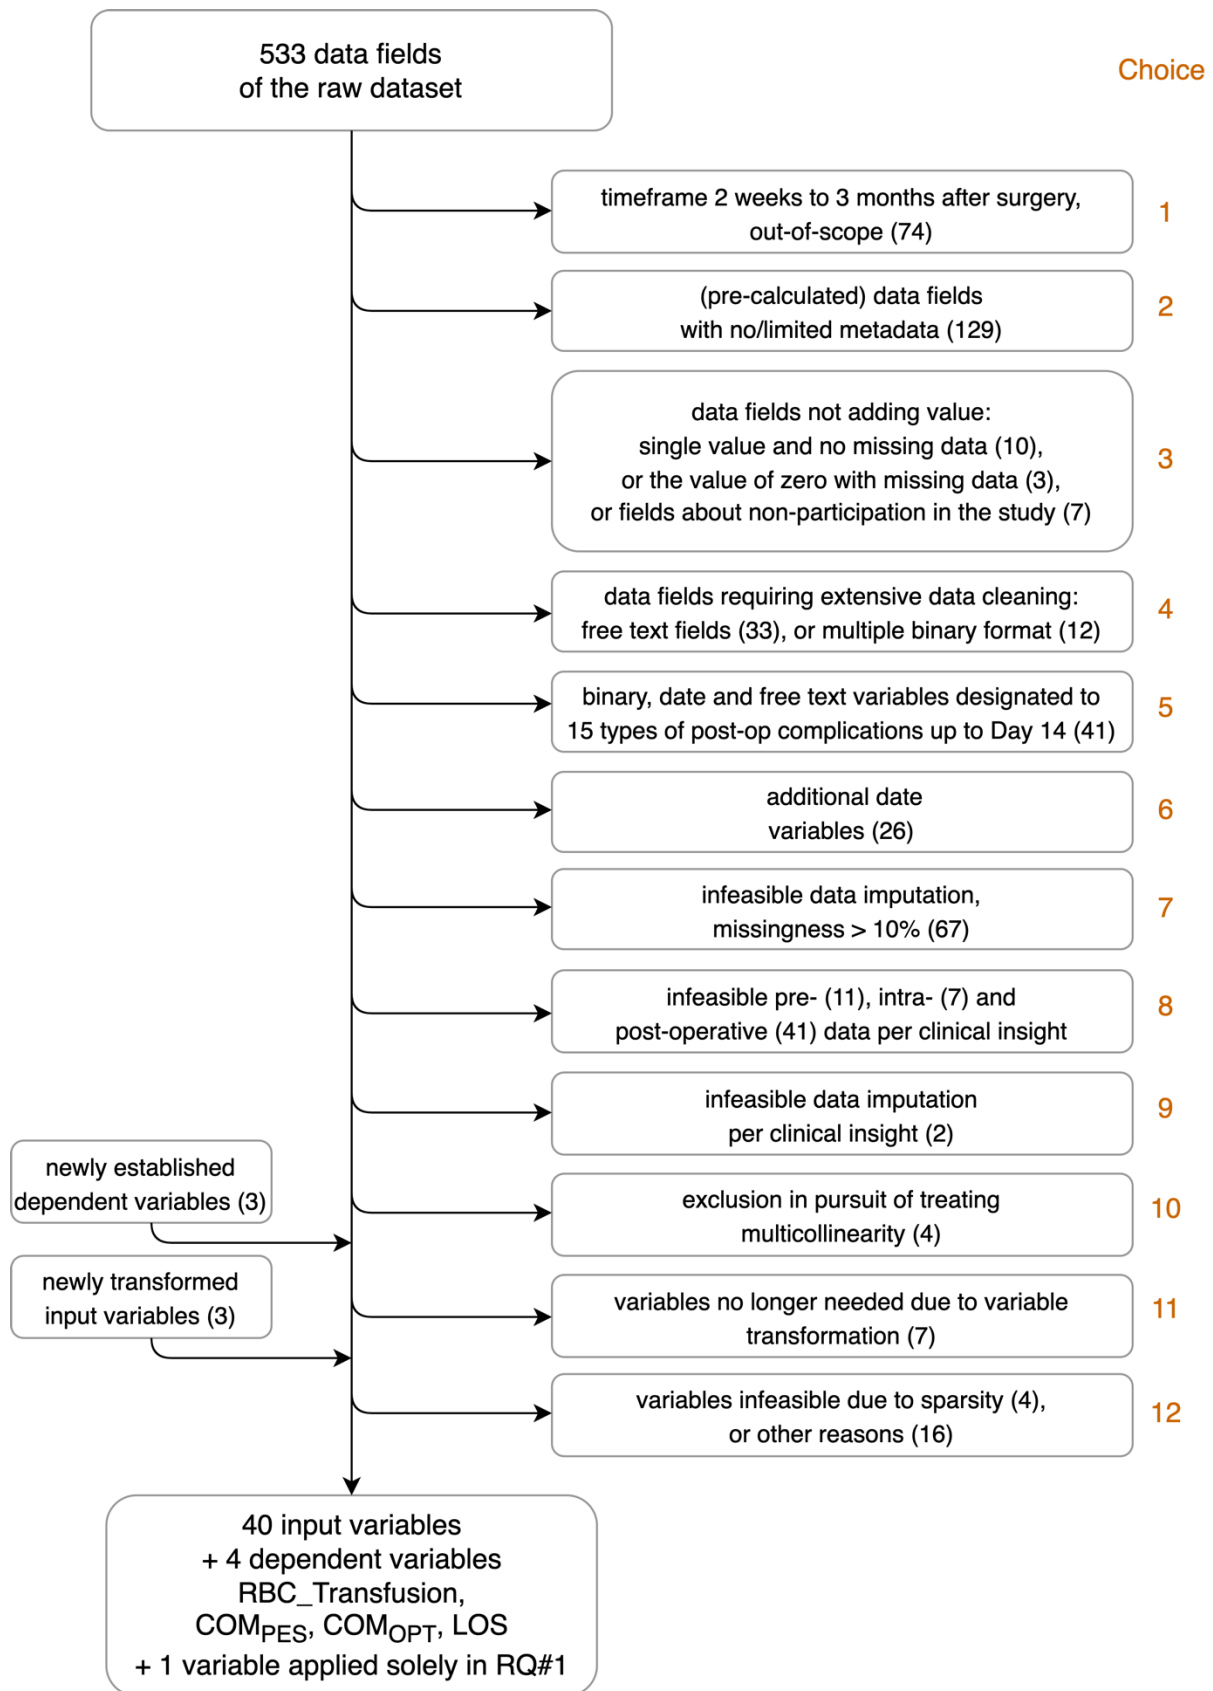 533 data fields
of the raw dataset
Choice
timeframe 2 weeks to 3 months after surgery,
out-of-scope (74)
1
(pre-calculated) data fields
with no/limited metadata (129)
2
data fields not adding value:
single value and no missing data (10),
or the value of zero with missing data (3),
or fields about non-participation in the study (7)
3
data fields requiring extensive data cleaning:
free text fields (33), or multiple binary format (12)
4
binary, date and free text variables designated to
15 types of post-op complications up to Day 14 (41)
5
additional date
variables (26)
6
infeasible data imputation,
missingness > 10% (67)
7
infeasible pre- (11), intra- (7) and
post-operative (41) data per clinical insight
8
infeasible data imputation
per clinical insight (2)
9
newly established
dependent variables (3)
exclusion in pursuit of treating
multicollinearity (4)
10
newly transformed
input variables (3)
variables no longer needed due to variable
transformation (7)
11
variables infeasible due to sparsity (4),
or other reasons (16)
12
40 input variables
+ 4 dependent variables
RBC_Transfusion,
COMPES, COMOPT, LOS
+ 1 variable applied solely in RQ#1